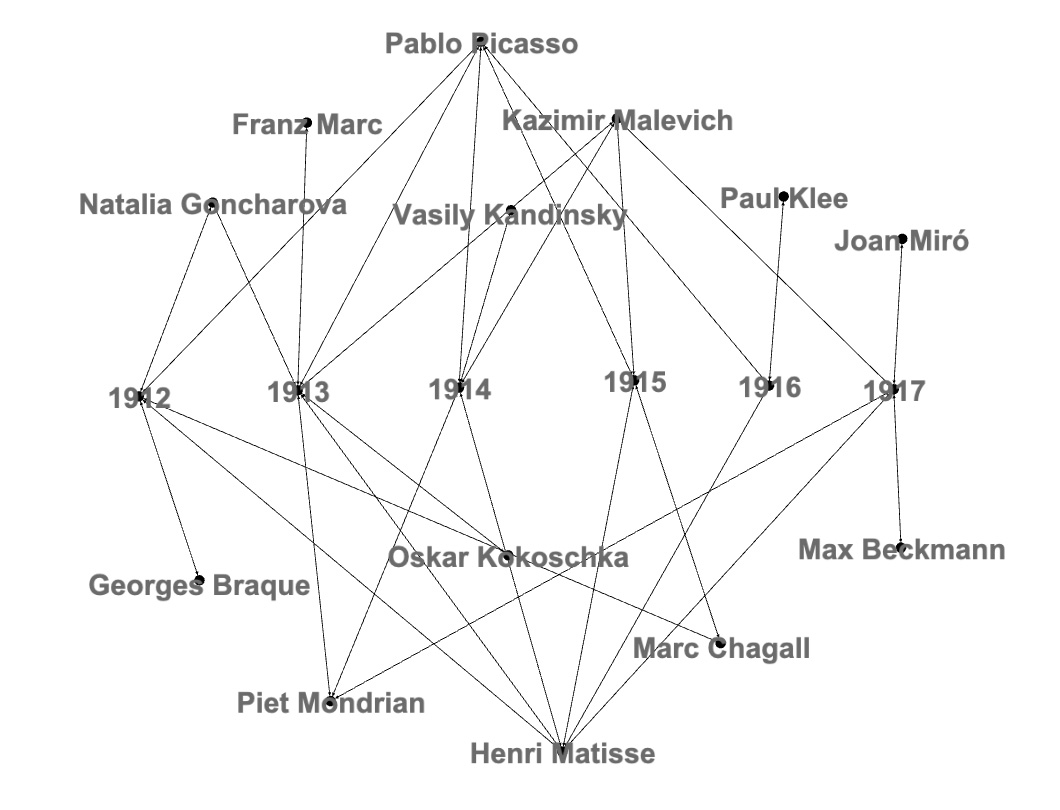 Pablo Picasso
Franz Marc
Kazimir Malevich
Natalia Goncharova
Vasily Kandinsky
Paul Klee
Joan Miró
1912
1913
1914
1915
1916
1917
Oskar Kokoschka
Max Beckmann
Georges Braque
Marc Chagall
Piet Mondrian
Henri Matisse